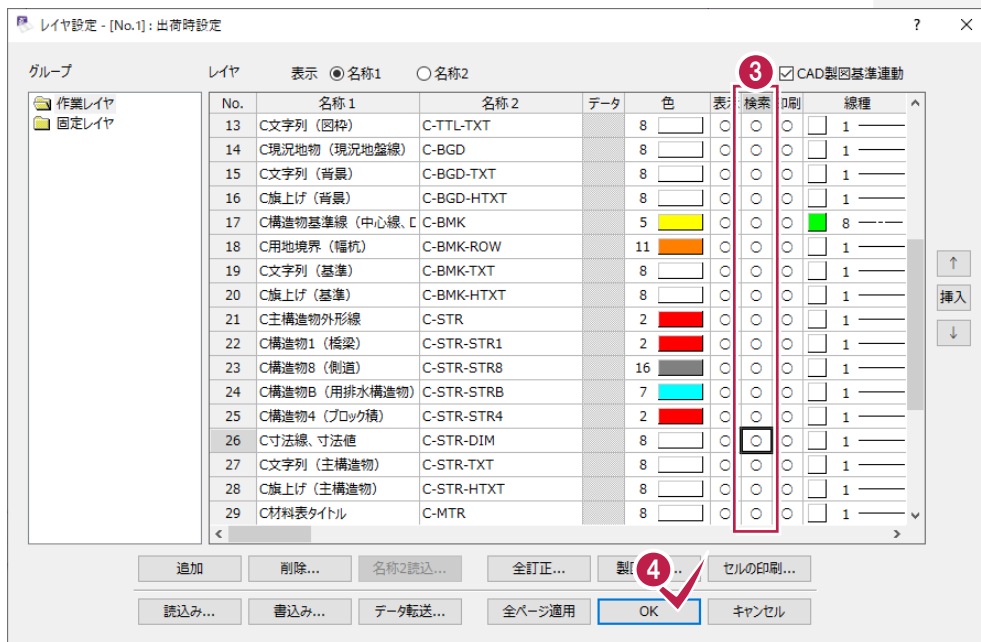 レイヤ設定 - [No.1] : 出荷時設定 ? ×
グループ レイヤ 表示 名称1 名称2 3 CAD製図基準連動
作業レイヤ
固定レイヤ
No. 名称1 名称2 データ 色 表示 検索 印刷 線種
13 C文字列（図枠） C-TTL-TXT 8 ○ ○ ○ 1
14 C現況地物（現況地盤線） C-BGD 8 ○ ○ ○ 1
15 C文字列（背景） C-BGD-TXT 8 ○ ○ ○ 1
16 C旗上げ（背景） C-BGD-HTXT 8 ○ ○ ○ 1
17 C構造物基準線（中心線、 C-BMK 5 ○ ○ ○ 8
18 C用地境界（幅杭） C-BMK-ROW 11 ○ ○ ○ 1
19 C文字列（基準） C-BMK-TXT 8 ○ ○ ○ 1
20 C旗上げ（基準） C-BMK-HTXT 8 ○ ○ ○ 1
21 C主構造物外形線 C-STR 2 ○ ○ ○ 1
22 C構造物1（橋梁） C-STR-STR1 2 ○ ○ ○ 1
23 C構造物8（側道） C-STR-STR8 16 ○ ○ ○ 1
24 C構造物B（用排水構造物） C-STR-STRB 7 ○ ○ ○ 1
25 C構造物4（ブロック積） C-STR-STR4 2 ○ ○ ○ 1
26 C寸法線、寸法値 C-STR-DIM 8 ○ ○ ○ 1
27 C文字列（主構造物） C-STR-TXT 8 ○ ○ ○ 1
28 C旗上げ（主構造物） C-STR-HTXT 8 ○ ○ ○ 1
29 C材料表タイトル C-MTR 8 ○ ○ ○ 1
↑
挿入
↓
追加 削除... 名称2読込... 全訂正... 4 セルの印刷...
読込み... 書込み... データ転送... 全ページ適用 OK キャンセル